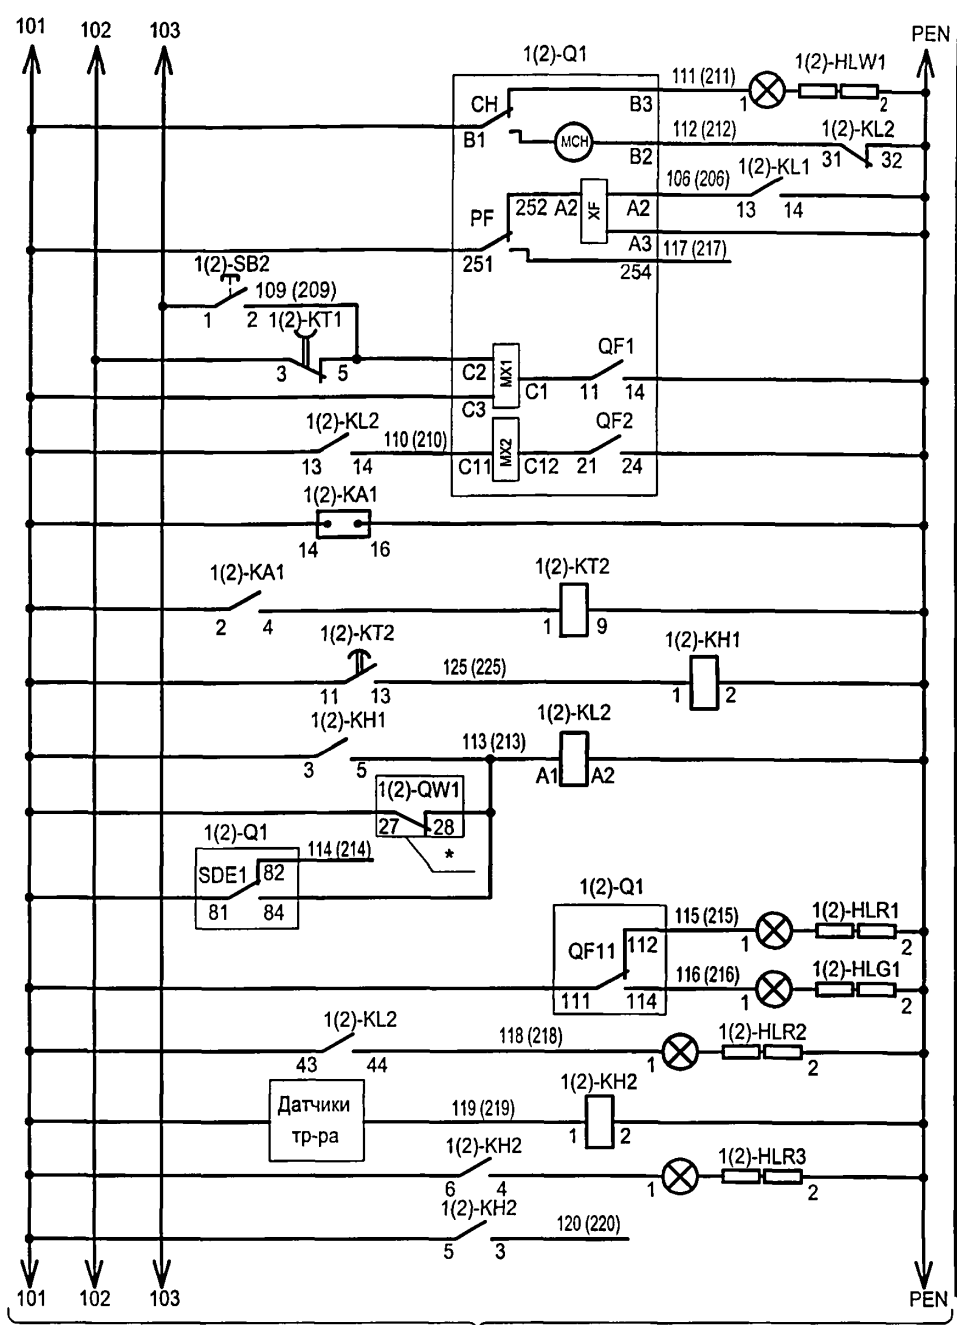 101 102 103 PEN
1(2)-Q1
111 (211) 1(2)-HLW1
CH B3 1 2
B1 MCH B2 112 (212) 1(2)-KL2
31 32
106 (206) 1(2)-KL1
252 A2 XF A2 13 14
PF
A3 117 (217)
251 254
1(2)-SB2
109 (209)
1 2
1(2)-KT1
3 5 C2 MX1 C1 QF1
11 14
C3
1(2)-KL2
110 (210) QF2
13 14 C11 MX2 C12 21 24
1(2)-KA1
14 16
1(2)-KA1 1(2)-KT2
2 4 1 9
1(2)-KT2 1(2)-KH1
125 (225)
11 13 1 2
1(2)-KH1 1(2)-KL2
113 (213)
3 5 A1 A2
1(2)-QW1
27 28
*
1(2)-Q1
114 (214)
SDE1 82
81 84
1(2)-Q1
115 (215) 1(2)-HLR1
QF11 112 1 2
116 (216) 1(2)-HLG1
111 114 1 2
1(2)-KL2 118 (218) 1(2)-HLR2
43 44 1 2
Датчики
тр-ра
119 (219) 1(2)-KH2
1 2
1(2)-KH2 1(2)-HLR3
6 4 1 2
1(2)-KH2
120 (220)
5 3
101 102 103 PEN